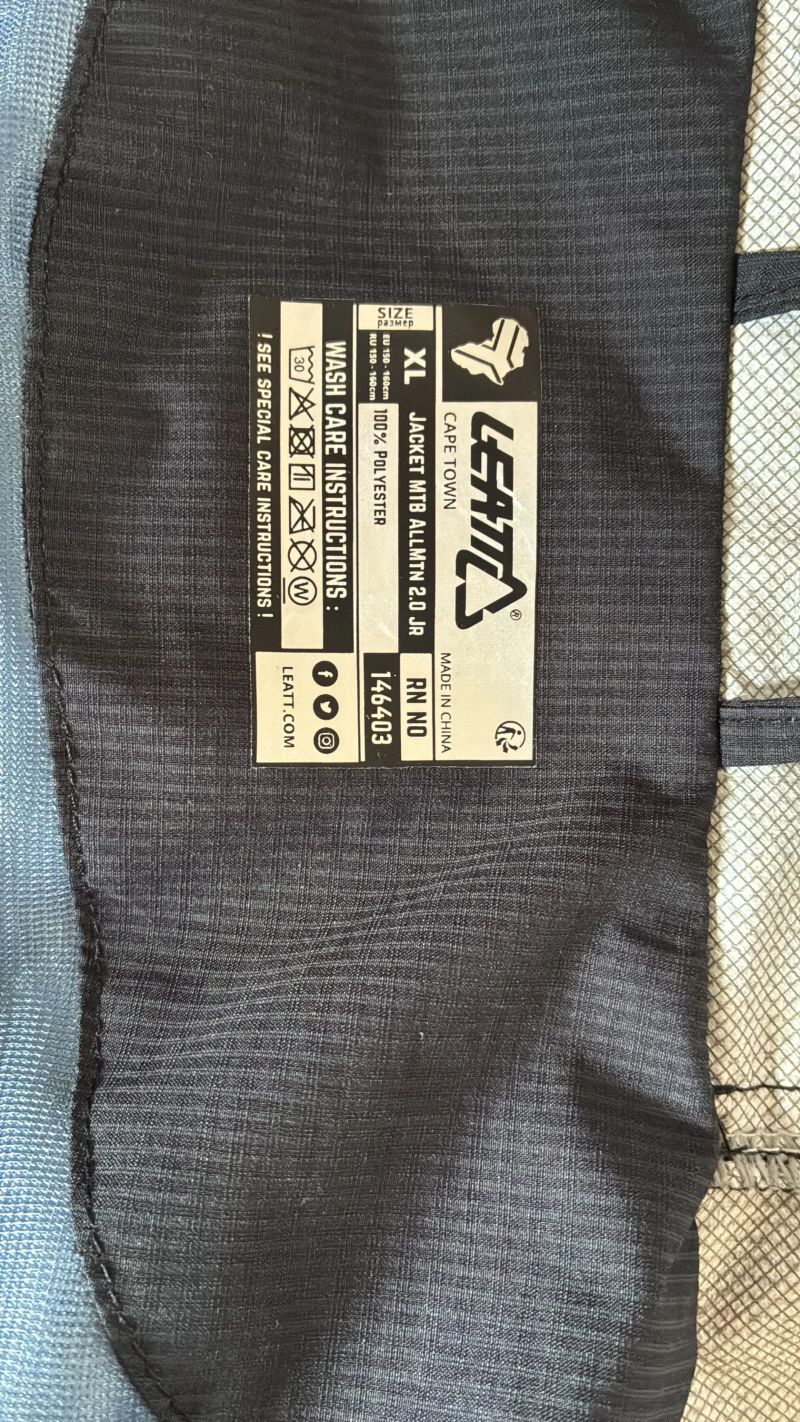 LEATT®
CAPE TOWN
MADE IN CHINA
SIZE
размер
XL
JACKET MTB ALLMTN 2.0 JR
RN NO
EU 150 - 160cm
RU 150 - 160cm
100% POLYESTER
146403
WASH CARE INSTRUCTIONS :
30
W
! SEE SPECIAL CARE INSTRUCTIONS !
LEATT.COM